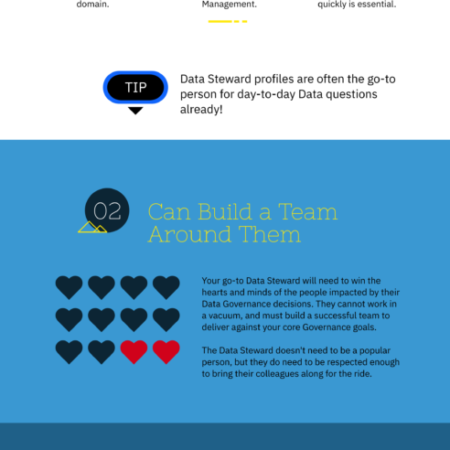 domain.
Management.
quickly is essential.
TIP
Data Steward profiles are often the go-to
person for day-to-day Data questions
already!
02
Can Build a Team
Around Them
Your go-to Data Steward will need to win the
hearts and minds of the people impacted by their
Data Governance decisions. They cannot work in
a vacuum, and must build a successful team to
deliver against your core Governance goals.
The Data Steward doesn't need to be a popular
person, but they do need to be respected enough
to bring their colleagues along for the ride.